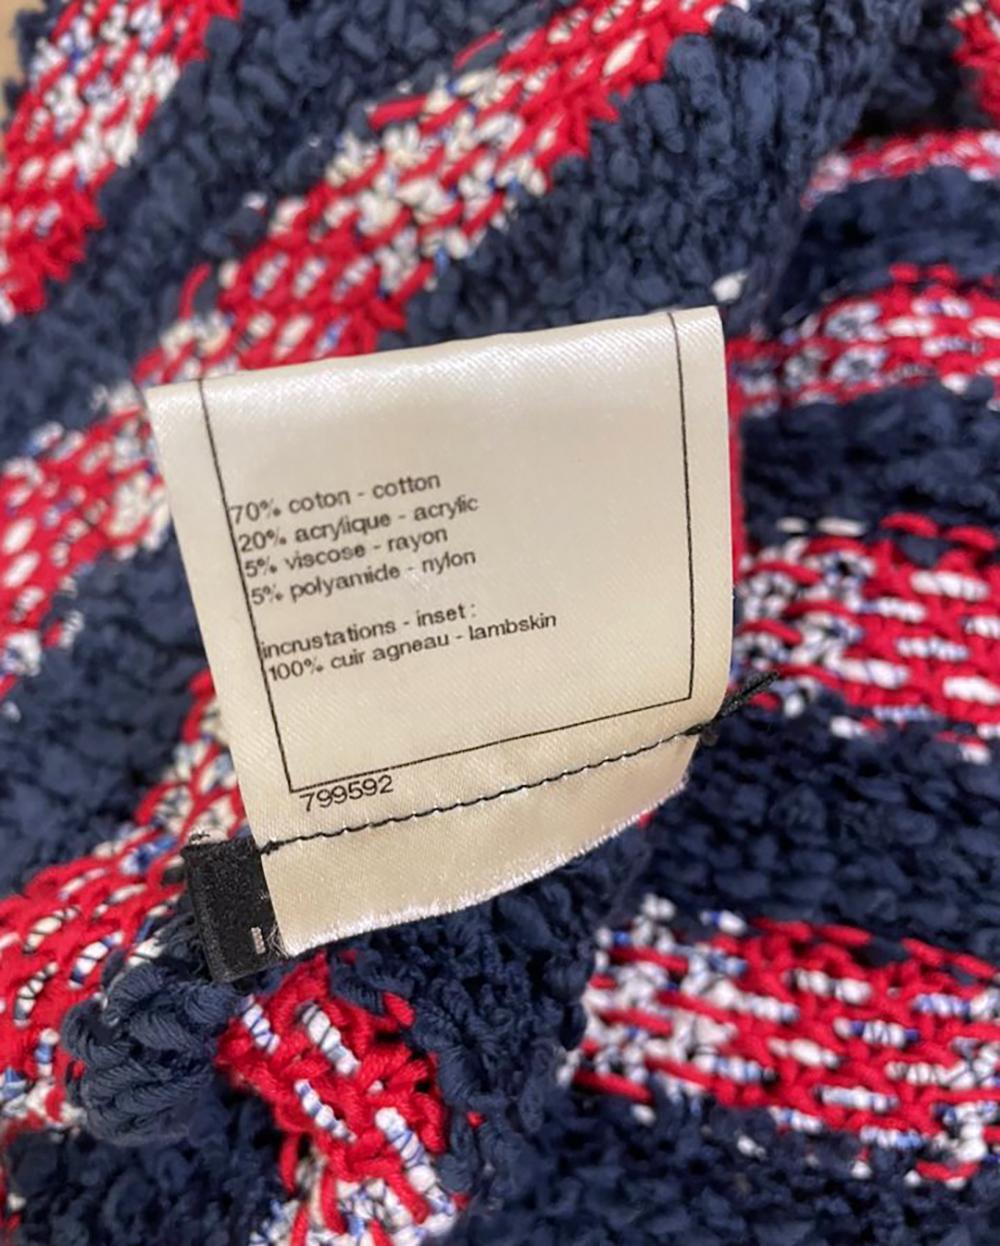 70% coton - cotton
20% acrylique - acrylic
5% viscose - rayon
5% polyamide - nylon
incrustations - inset :
100% cuir agneau - lambskin
799592